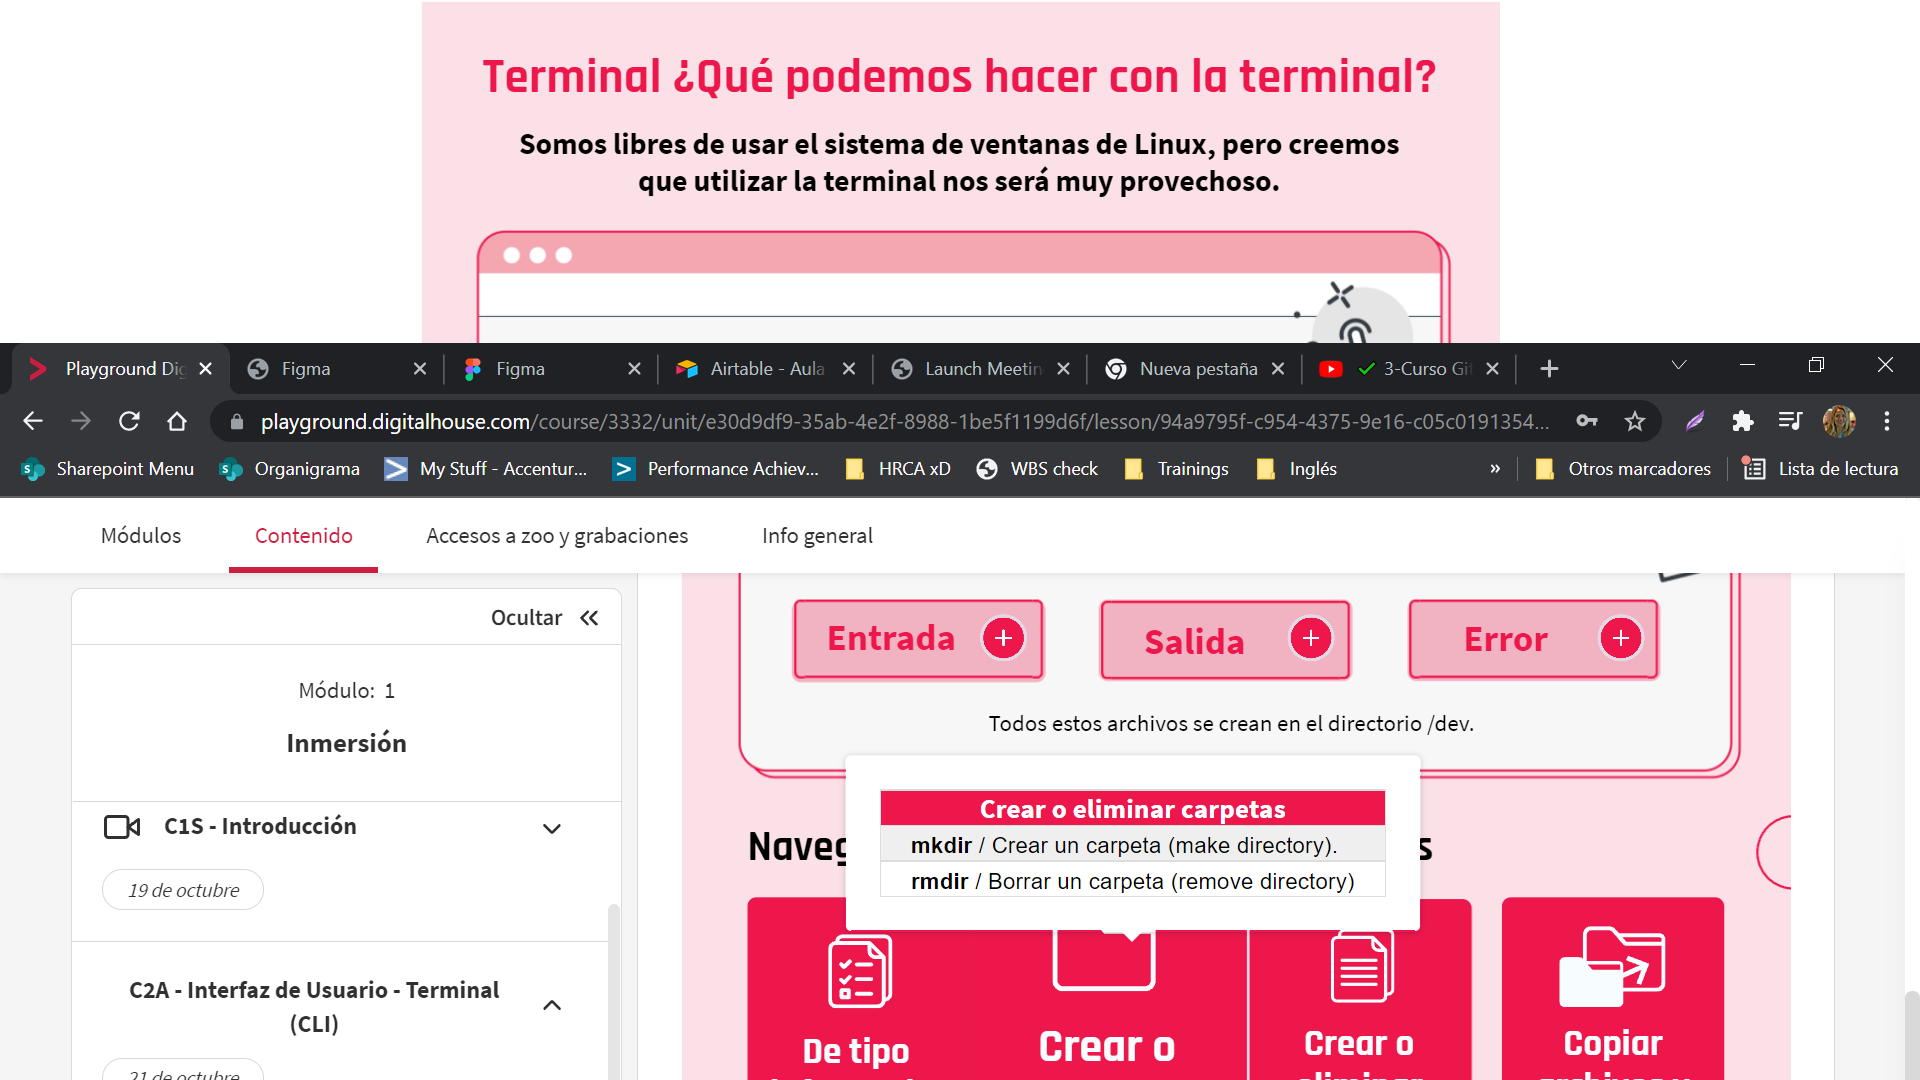 Terminal ¿Qué podemos hacer con la terminal?
Somos libres de usar el sistema de ventanas de Linux, pero creemos
que utilizar la terminal nos será muy provechoso.
Playground Dig
Figma
Figma
Airtable - Aula
Launch Meetin
Nueva pestaña
3-Curso Git
playground.digitalhouse.com/course/3332/unit/e30d9df9-35ab-4e2f-8988-1be5f1199d6f/lesson/94a9795f-c954-4375-9e16-c05c0191354...
Sharepoint Menu
Organigrama
My Stuff - Accentur...
Performance Achiev...
HRCA xD
WBS check
Trainings
Inglés
»
Otros marcadores
Lista de lectura
Módulos
Contenido
Accesos a zoo y grabaciones
Info general
Ocultar
Módulo: 1
Inmersión
C1S - Introducción
19 de octubre
C2A - Interfaz de Usuario - Terminal
(CLI)
21 de octubre
Entrada
Salida
Error
Todos estos archivos se crean en el directorio /dev.
Crear o eliminar carpetas
mkdir / Crear un carpeta (make directory).
rmdir / Borrar un carpeta (remove directory)
De tipo
Crear o
Crear o
eliminar
Copiar